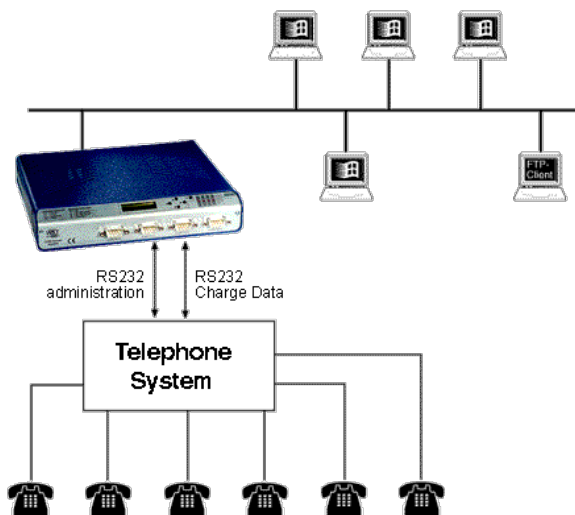 FTP-
Client
RS232
administration
RS232
Charge Data
Telephone
System